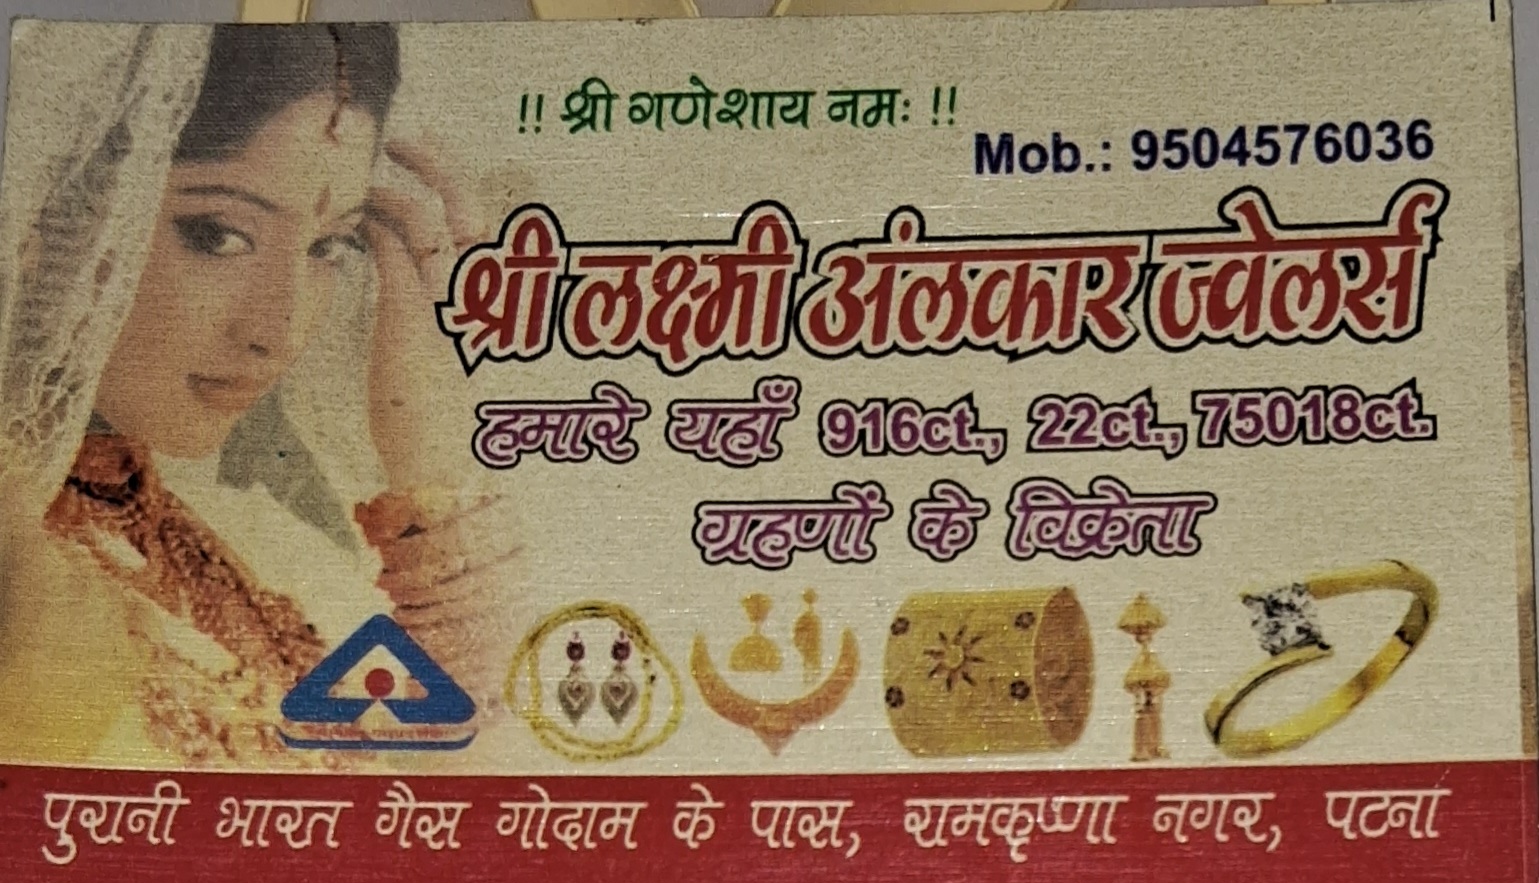 !! श्री गणेशाय नमः !!
Mob.: 9504576036
श्री लक्ष्मी अंलकार ज्वेलर्स
हमारे यहाँ 916ct., 22ct., 75018ct.
ग्रहणों के विक्रेता
पुरानी भारत गैस गोदाम के पास, रामकृष्णा नगर, पटना